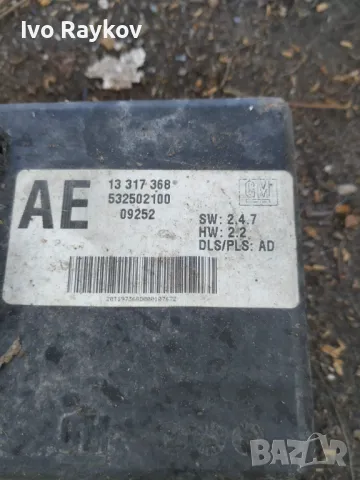 Ivo Raykov
AE
13 317 368*
532502100
09252
GM
SW: 2.4.7
HW: 2.2
DLS/PLS: AD
BAZAR
bg